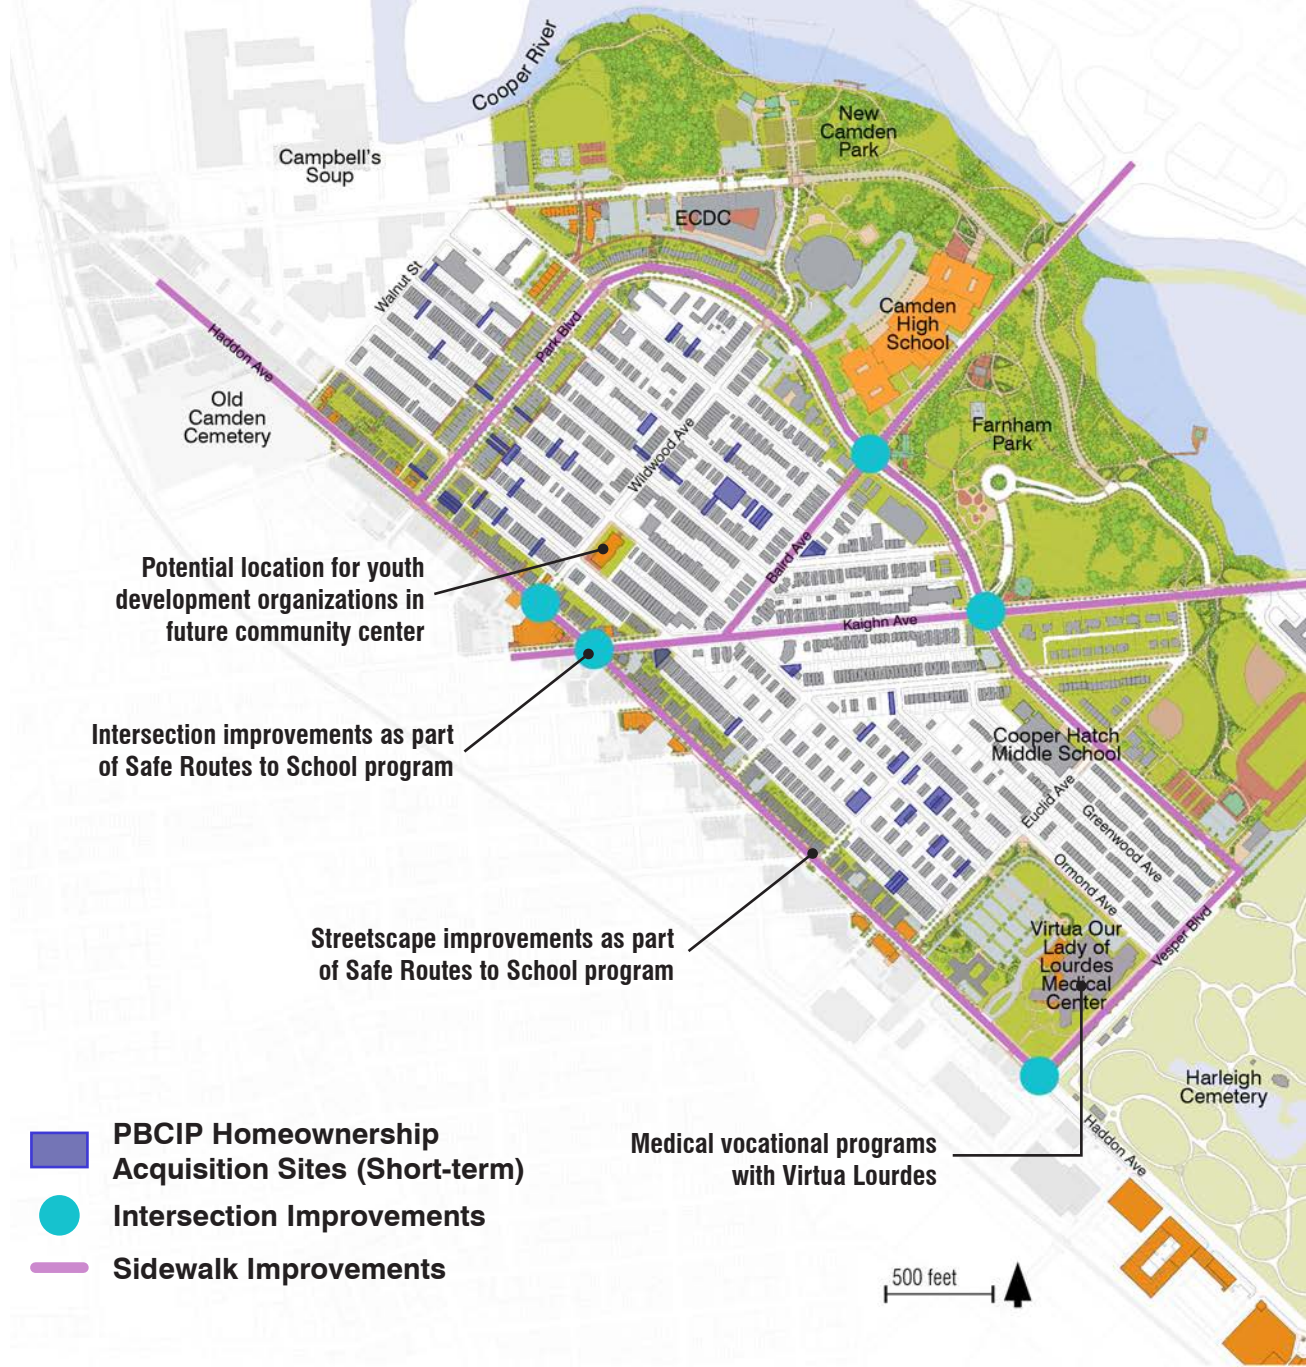 Cooper River
New
Camden
Park
Campbell's
Soup
ECDC
Walnut St
Camden
High
School
Park Blvd
Haddon Ave
Old
Camden
Cemetery
Farnham
Park
Wildwood Ave
Baird Ave
Potential location for youth
development organizations in
future community center
Kaighn Ave
Intersection improvements as part
of Safe Routes to School program
Cooper Hatch
Middle School
Euclid Ave
Greenwood Ave
Ormond Ave
Vesper Blvd
Streetscape improvements as part
of Safe Routes to School program
Virtua Our
Lady of
Lourdes
Medical
Center
Harleigh
Cemetery
Haddon Ave
Medical vocational programs
with Virtua Lourdes
PBCIP Homeownership
Acquisition Sites (Short-term)
Intersection Improvements
Sidewalk Improvements
500 feet